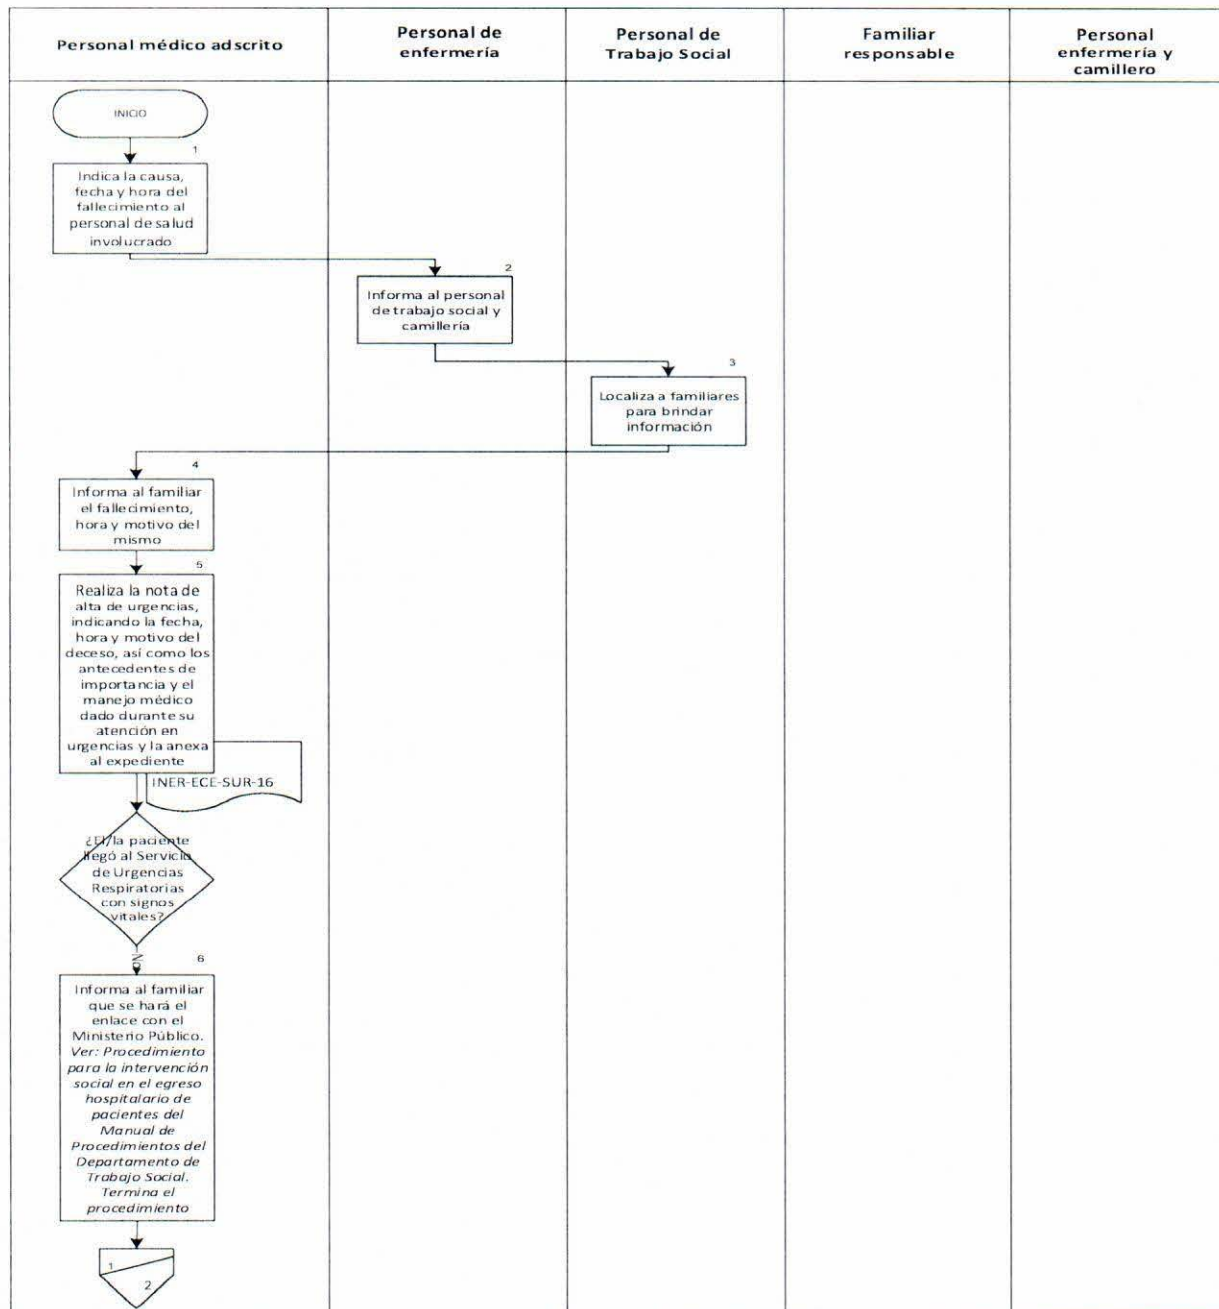 Personal médico adscrito
Personal de
enfermería
Personal de
Trabajo Social
Familiar
responsable
Personal
enfermería y
camillero
INICIO
1
Indica la causa,
fecha y hora del
fallecimiento al
personal de salud
involucrado
2
Informa al personal
de trabajo social y
camillería
3
Localiza a familiares
para brindar
información
4
Informa al familiar
el fallecimiento,
hora y motivo del
mismo
5
Realiza la nota de
alta de urgencias,
indicando la fecha,
hora y motivo del
deceso, así como los
antecedentes de
importancia y el
manejo médico
dado durante su
atención en
urgencias y la anexa
al expediente
INER-ECE-SUR-16
¿El/la paciente
llegó al Servicio
de Urgencias
Respiratorias
con signos
vitales?
No
6
Informa al familiar
que se hará el
enlace con el
Ministerio Público.
Ver: Procedimiento
para la intervención
social en el egreso
hospitalario de
pacientes del
Manual de
Procedimientos del
Departamento de
Trabajo Social.
Termina el
procedimiento
1
2